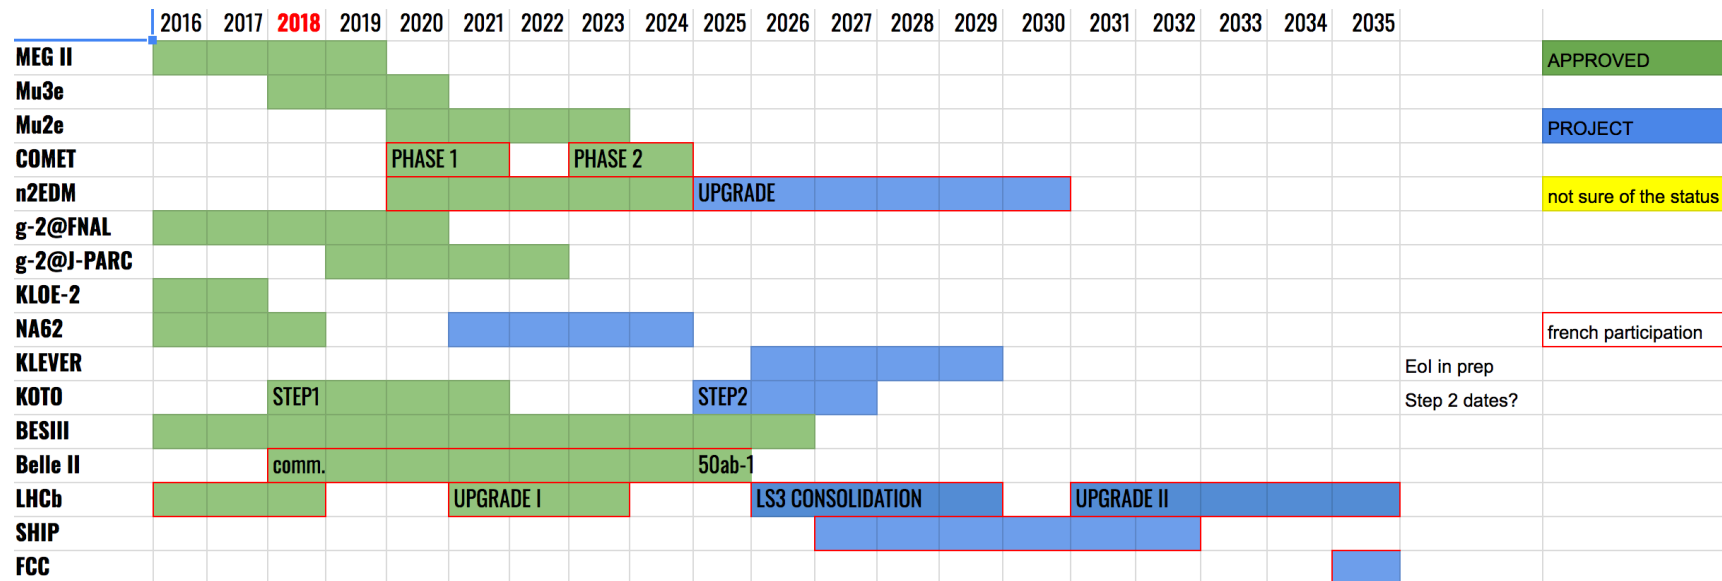 2016 2017 2018 2019 2020 2021 2022 2023 2024 2025 2026 2027 2028 2029 2030 2031 2032 2033 2034 2035
MEG II APPROVED
Mu3e
Mu2e PROJECT
COMET PHASE 1 PHASE 2
n2EDM UPGRADE not sure of the status
g-2@FNAL
g-2@J-PARC
KLOE-2
NA62 french participation
KLEVER EoI in prep
KOTO STEP1 STEP2 Step 2 dates?
BESIII
Belle II comm. 50ab-1
LHCb UPGRADE I LS3 CONSOLIDATION UPGRADE II
SHIP
FCC